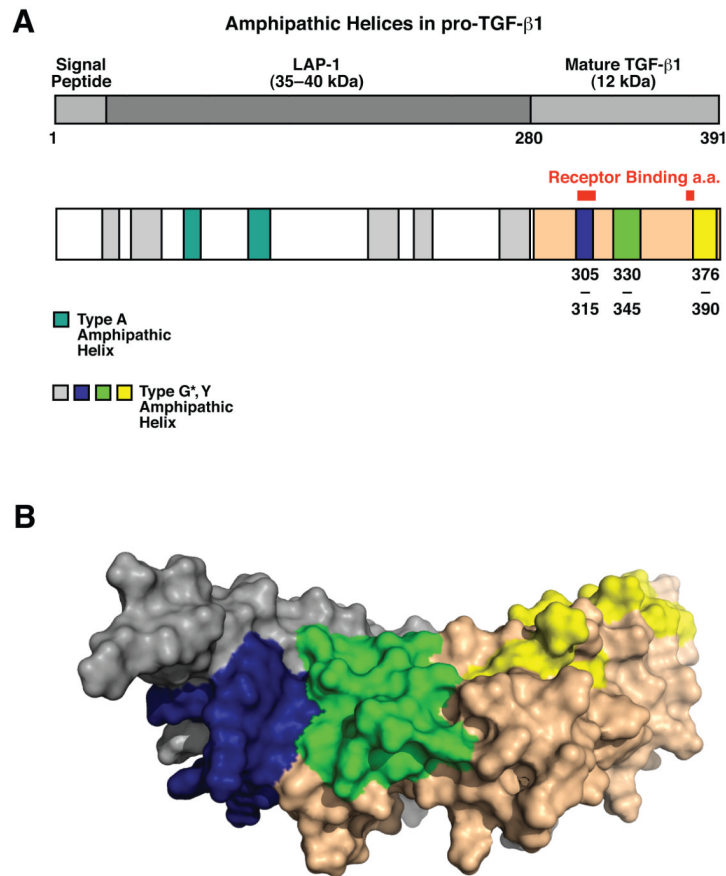 A
Amphipathic Helices in pro-TGF-β1
Signal
Peptide
LAP-1
(35–40 kDa)
Mature TGF-β1
(12 kDa)
1
280
391
Receptor Binding a.a.
305
–
315
330
–
345
376
–
390
Type A
Amphipathic
Helix
Type G*, Y
Amphipathic
Helix
B